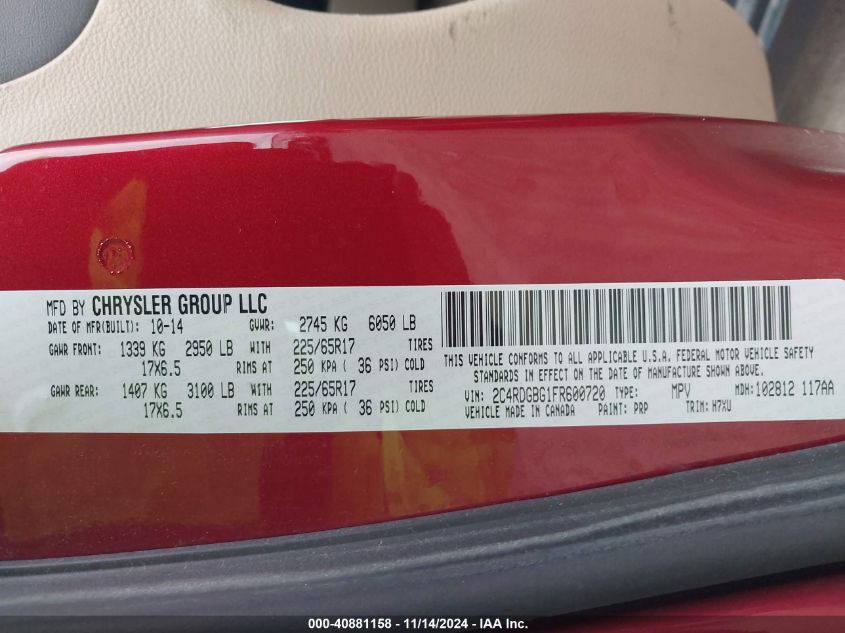 MFD BY CHRYSLER GROUP LLC
DATE OF MFR(BUILT): 10-14 GVWR: 2745 KG 6050 LB
GAWR FRONT: 1339 KG 2950 LB WITH 225/65R17 TIRES
17X6.5 RIMS AT 250 KPA ( 36 PSI) COLD
GAWR REAR: 1407 KG 3100 LB WITH 225/65R17 TIRES
17X6.5 RIMS AT 250 KPA ( 36 PSI) COLD
THIS VEHICLE CONFORMS TO ALL APPLICABLE U.S.A. FEDERAL MOTOR VEHICLE SAFETY
STANDARDS IN EFFECT ON THE DATE OF MANUFACTURE SHOWN ABOVE.
VIN: 2C4RDGBG1FR600720 TYPE: MPV MDH: 102812 117AA
VEHICLE MADE IN CANADA PAINT: PRP TRIM: H7XU
000-40881158 - 11/14/2024 - IAA Inc.